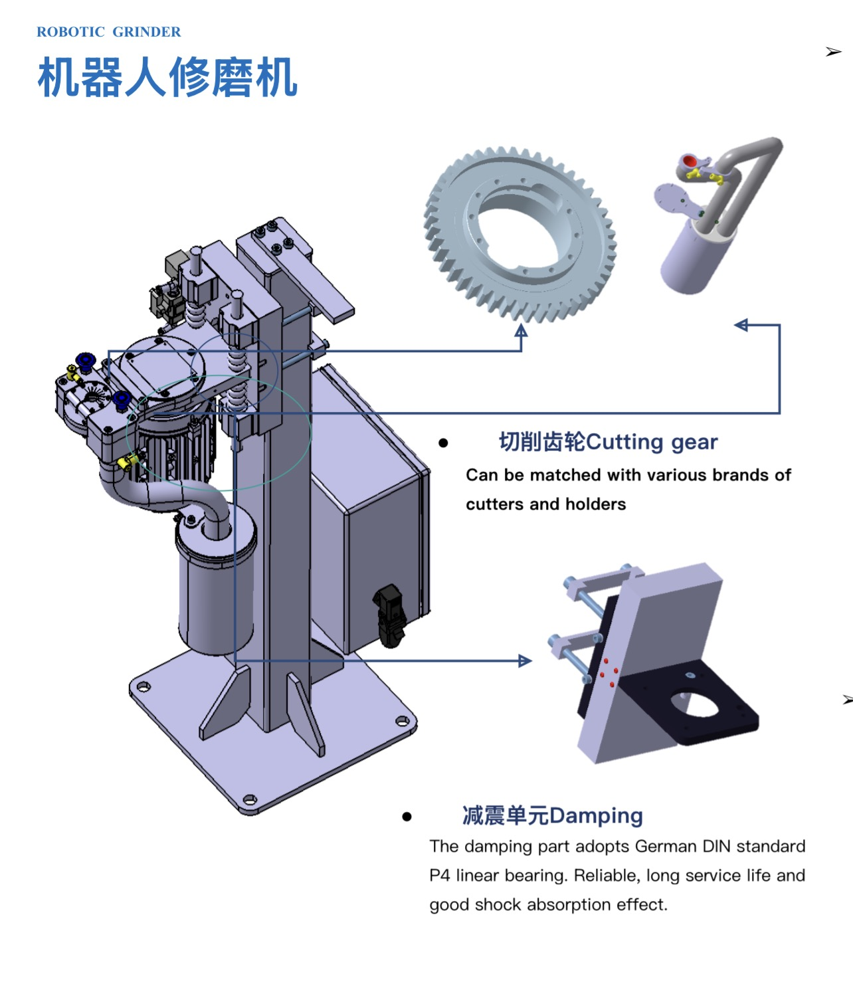 ROBOTIC GRINDER
机器人修磨机
切削齿轮Cutting gear
Can be matched with various brands of
cutters and holders
减震单元Damping
The damping part adopts German DIN standard
P4 linear bearing. Reliable, long service life and
good shock absorption effect.